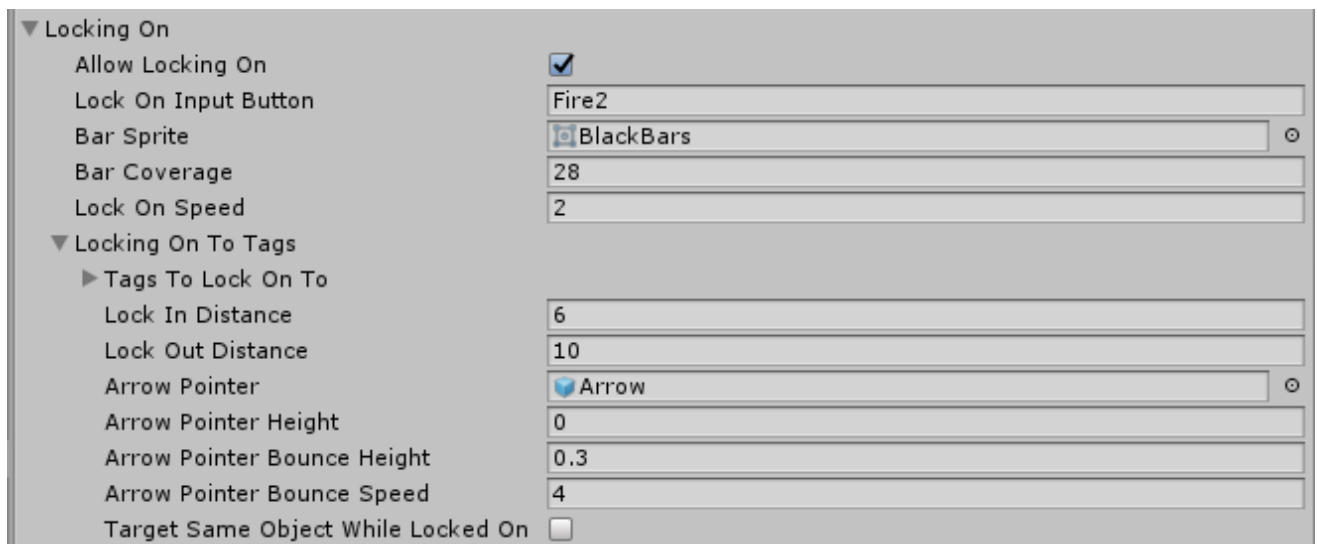 Locking On
Allow Locking On
Lock On Input Button Fire2
Bar Sprite BlackBars
Bar Coverage 28
Lock On Speed 2
Locking On To Tags
Tags To Lock On To
Lock In Distance 6
Lock Out Distance 10
Arrow Pointer Arrow
Arrow Pointer Height 0
Arrow Pointer Bounce Height 0.3
Arrow Pointer Bounce Speed 4
Target Same Object While Locked On